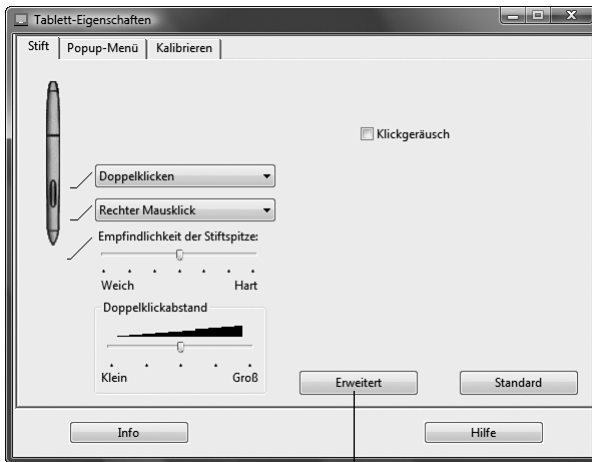 Tablett-Eigenschaften
Stift Popup-Menü Kalibrieren
Klickgeräusch
Doppelklicken
Rechter Mausklick
Empfindlichkeit der Stiftspitze:
Weich Hart
Doppelklickabstand
Klein Groß
Erweitert Standard
Info Hilfe